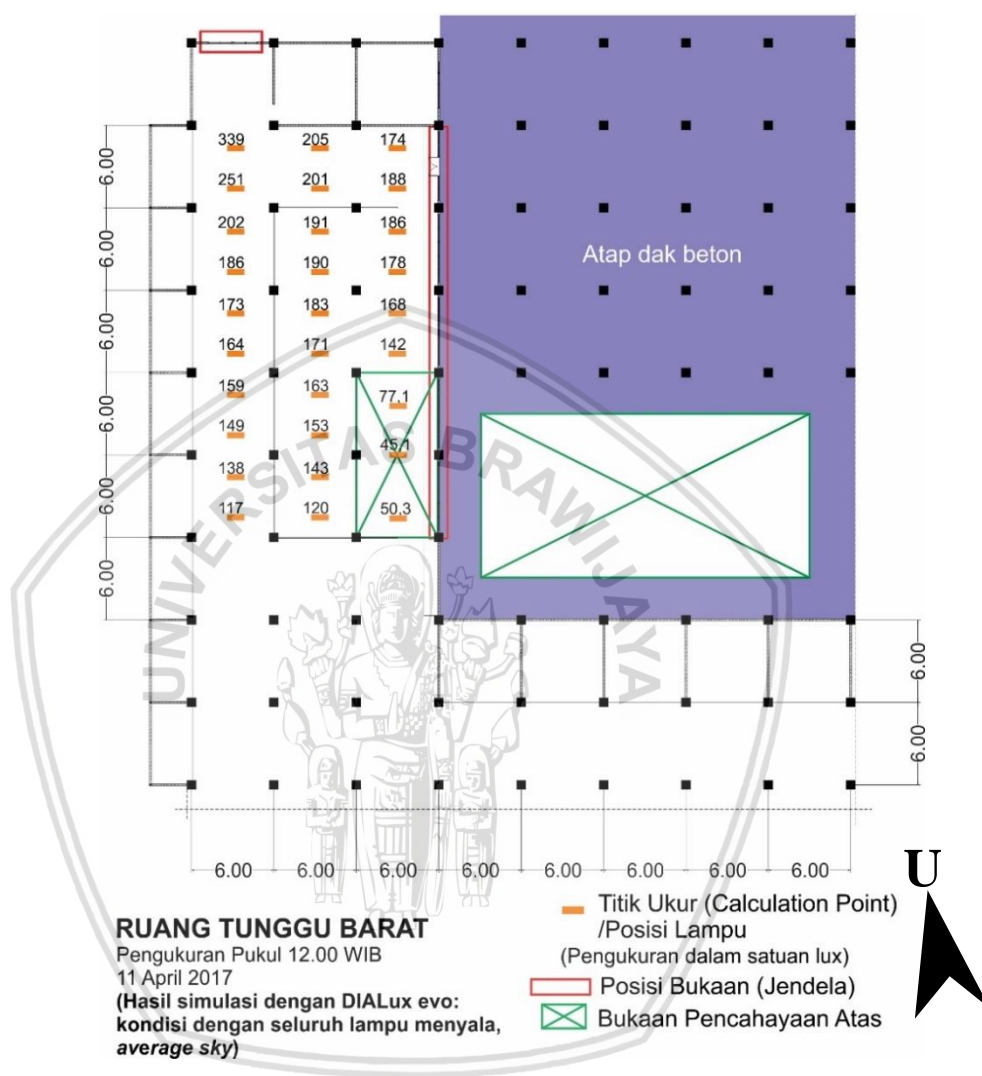 339 205 174
251 201 188
202 191 186
186 190 178
173 183 168
164 171 142
159 163 77,1
149 153 45,1
138 143
117 120 50,3
6.00
6.00
6.00
6.00
6.00
6.00
Atap dak beton
UNIVERSITAS BRAWIJAYA
6.00
6.00
6.00 6.00 6.00 6.00 6.00 6.00 6.00 6.00
RUANG TUNGGU BARAT
Pengukuran Pukul 12.00 WIB
11 April 2017
(Hasil simulasi dengan DIALux evo:
kondisi dengan seluruh lampu menyala,
average sky)
Titik Ukur (Calculation Point)
/Posisi Lampu
(Pengukuran dalam satuan lux)
Posisi Bukaan (Jendela)
Bukaan Pencahayaan Atas
U